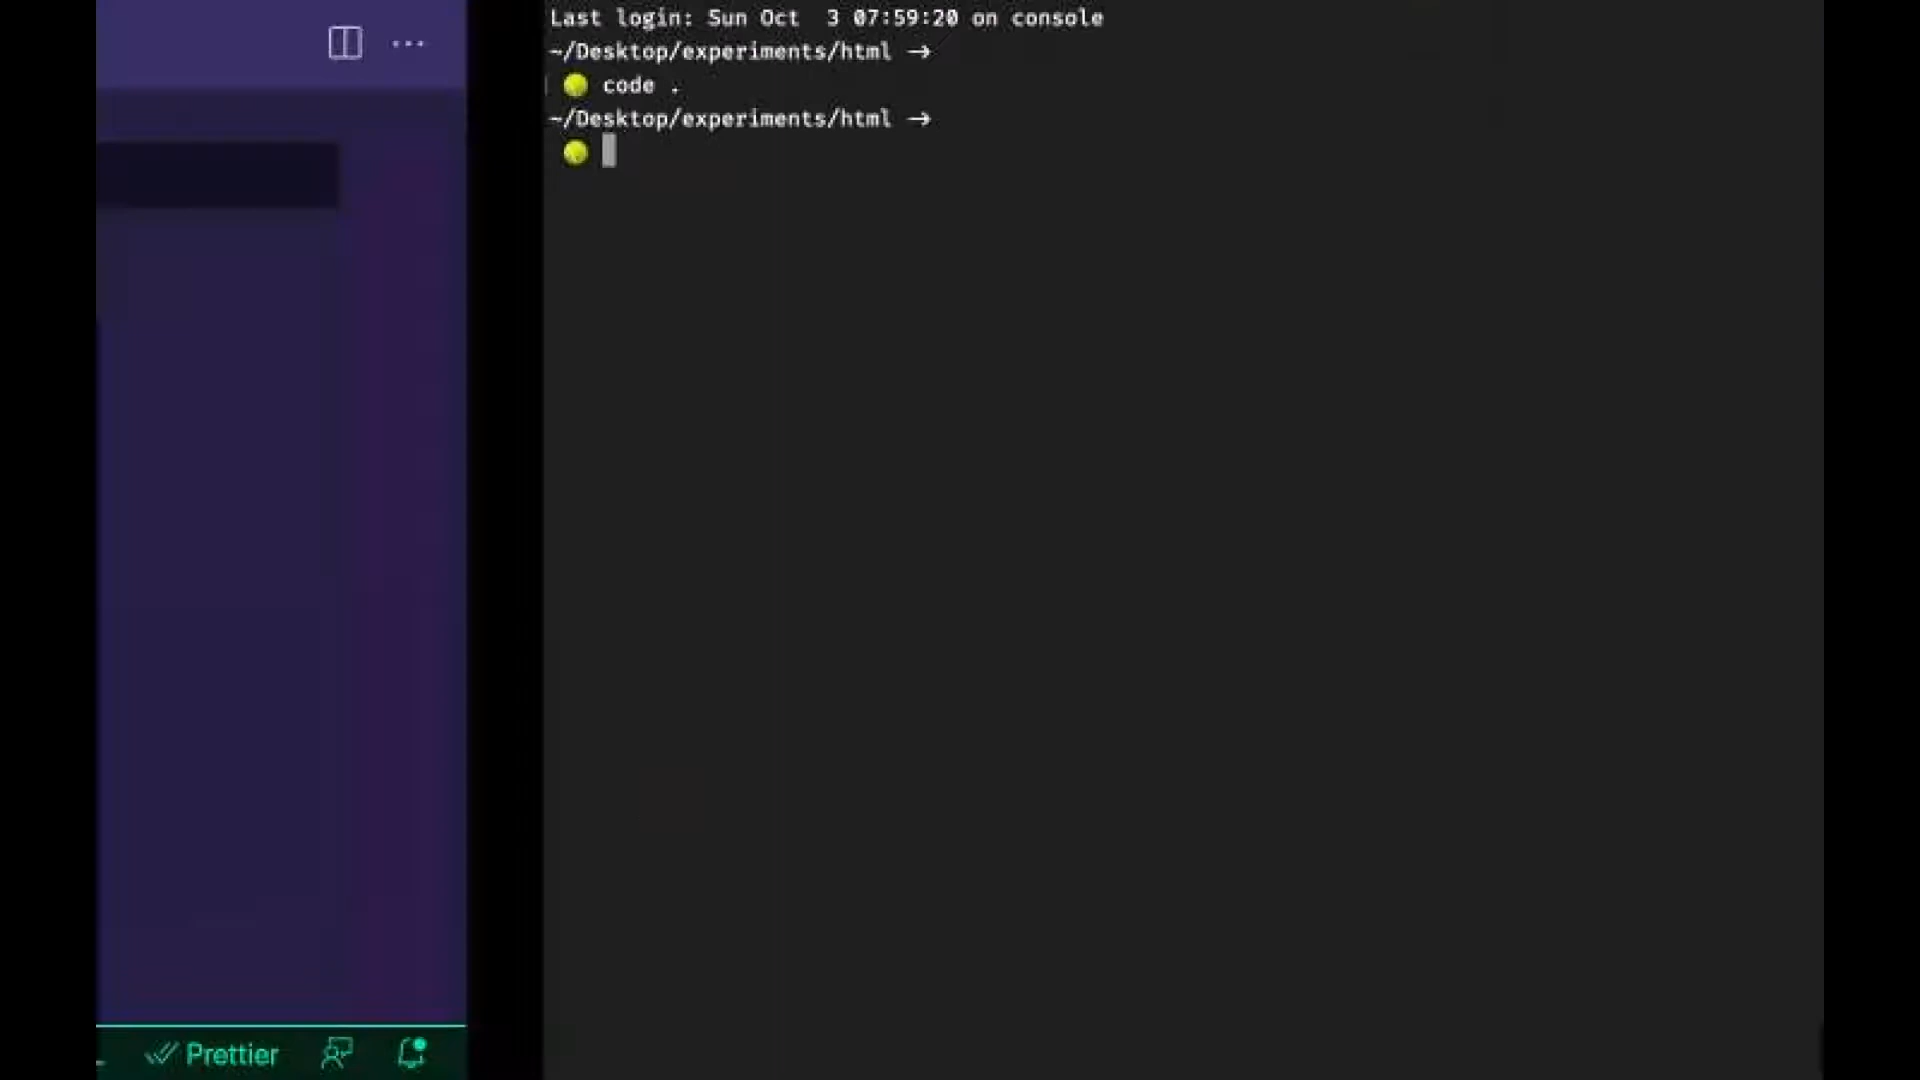 Last login: Sun Oct  3 07:59:20 on console
~/Desktop/experiments/html →
code .
~/Desktop/experiments/html →
Prettier